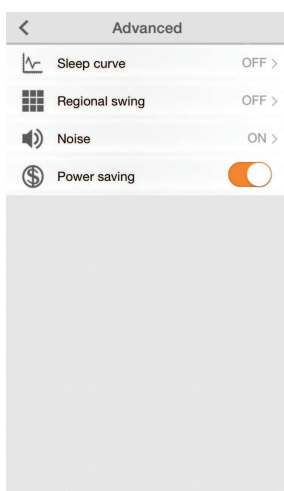 Advanced
Sleep curve OFF
Regional swing OFF
Noise ON
Power saving